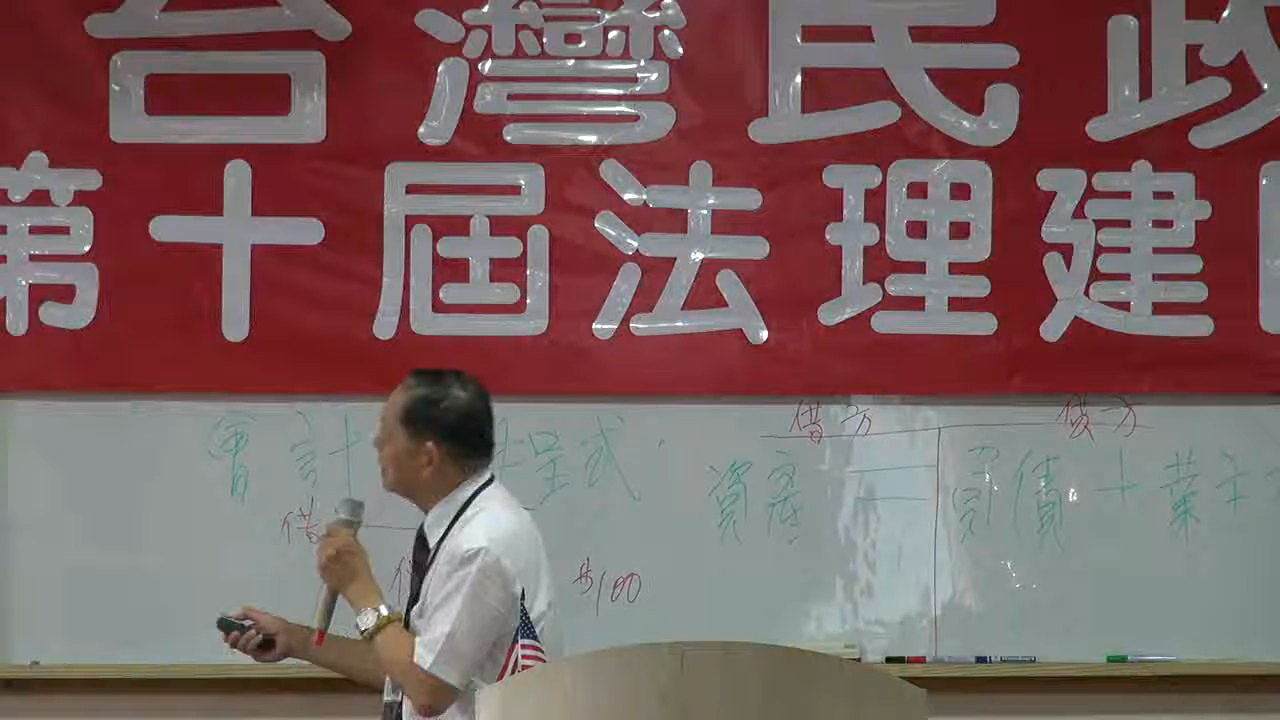 台灣民政
第十屆法理建
借方 貸方
會計 程式
資產 負債+業主
借
$100